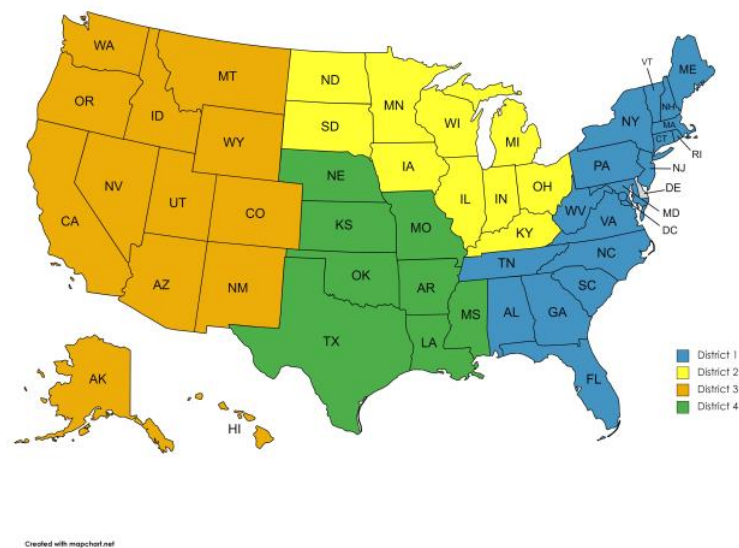 WA
MT
ND
MN
VT
ME
OR
ID
SD
WI
MI
NY
NH
MA
CT
RI
WY
IA
PA
NJ
NE
IL
IN
OH
DE
MD
DC
NV
UT
CO
KS
MO
KY
WV
VA
CA
AZ
NM
OK
AR
TN
NC
SC
TX
LA
MS
AL
GA
FL
AK
HI
District 1
District 2
District 3
District 4
Created with mapchart.net